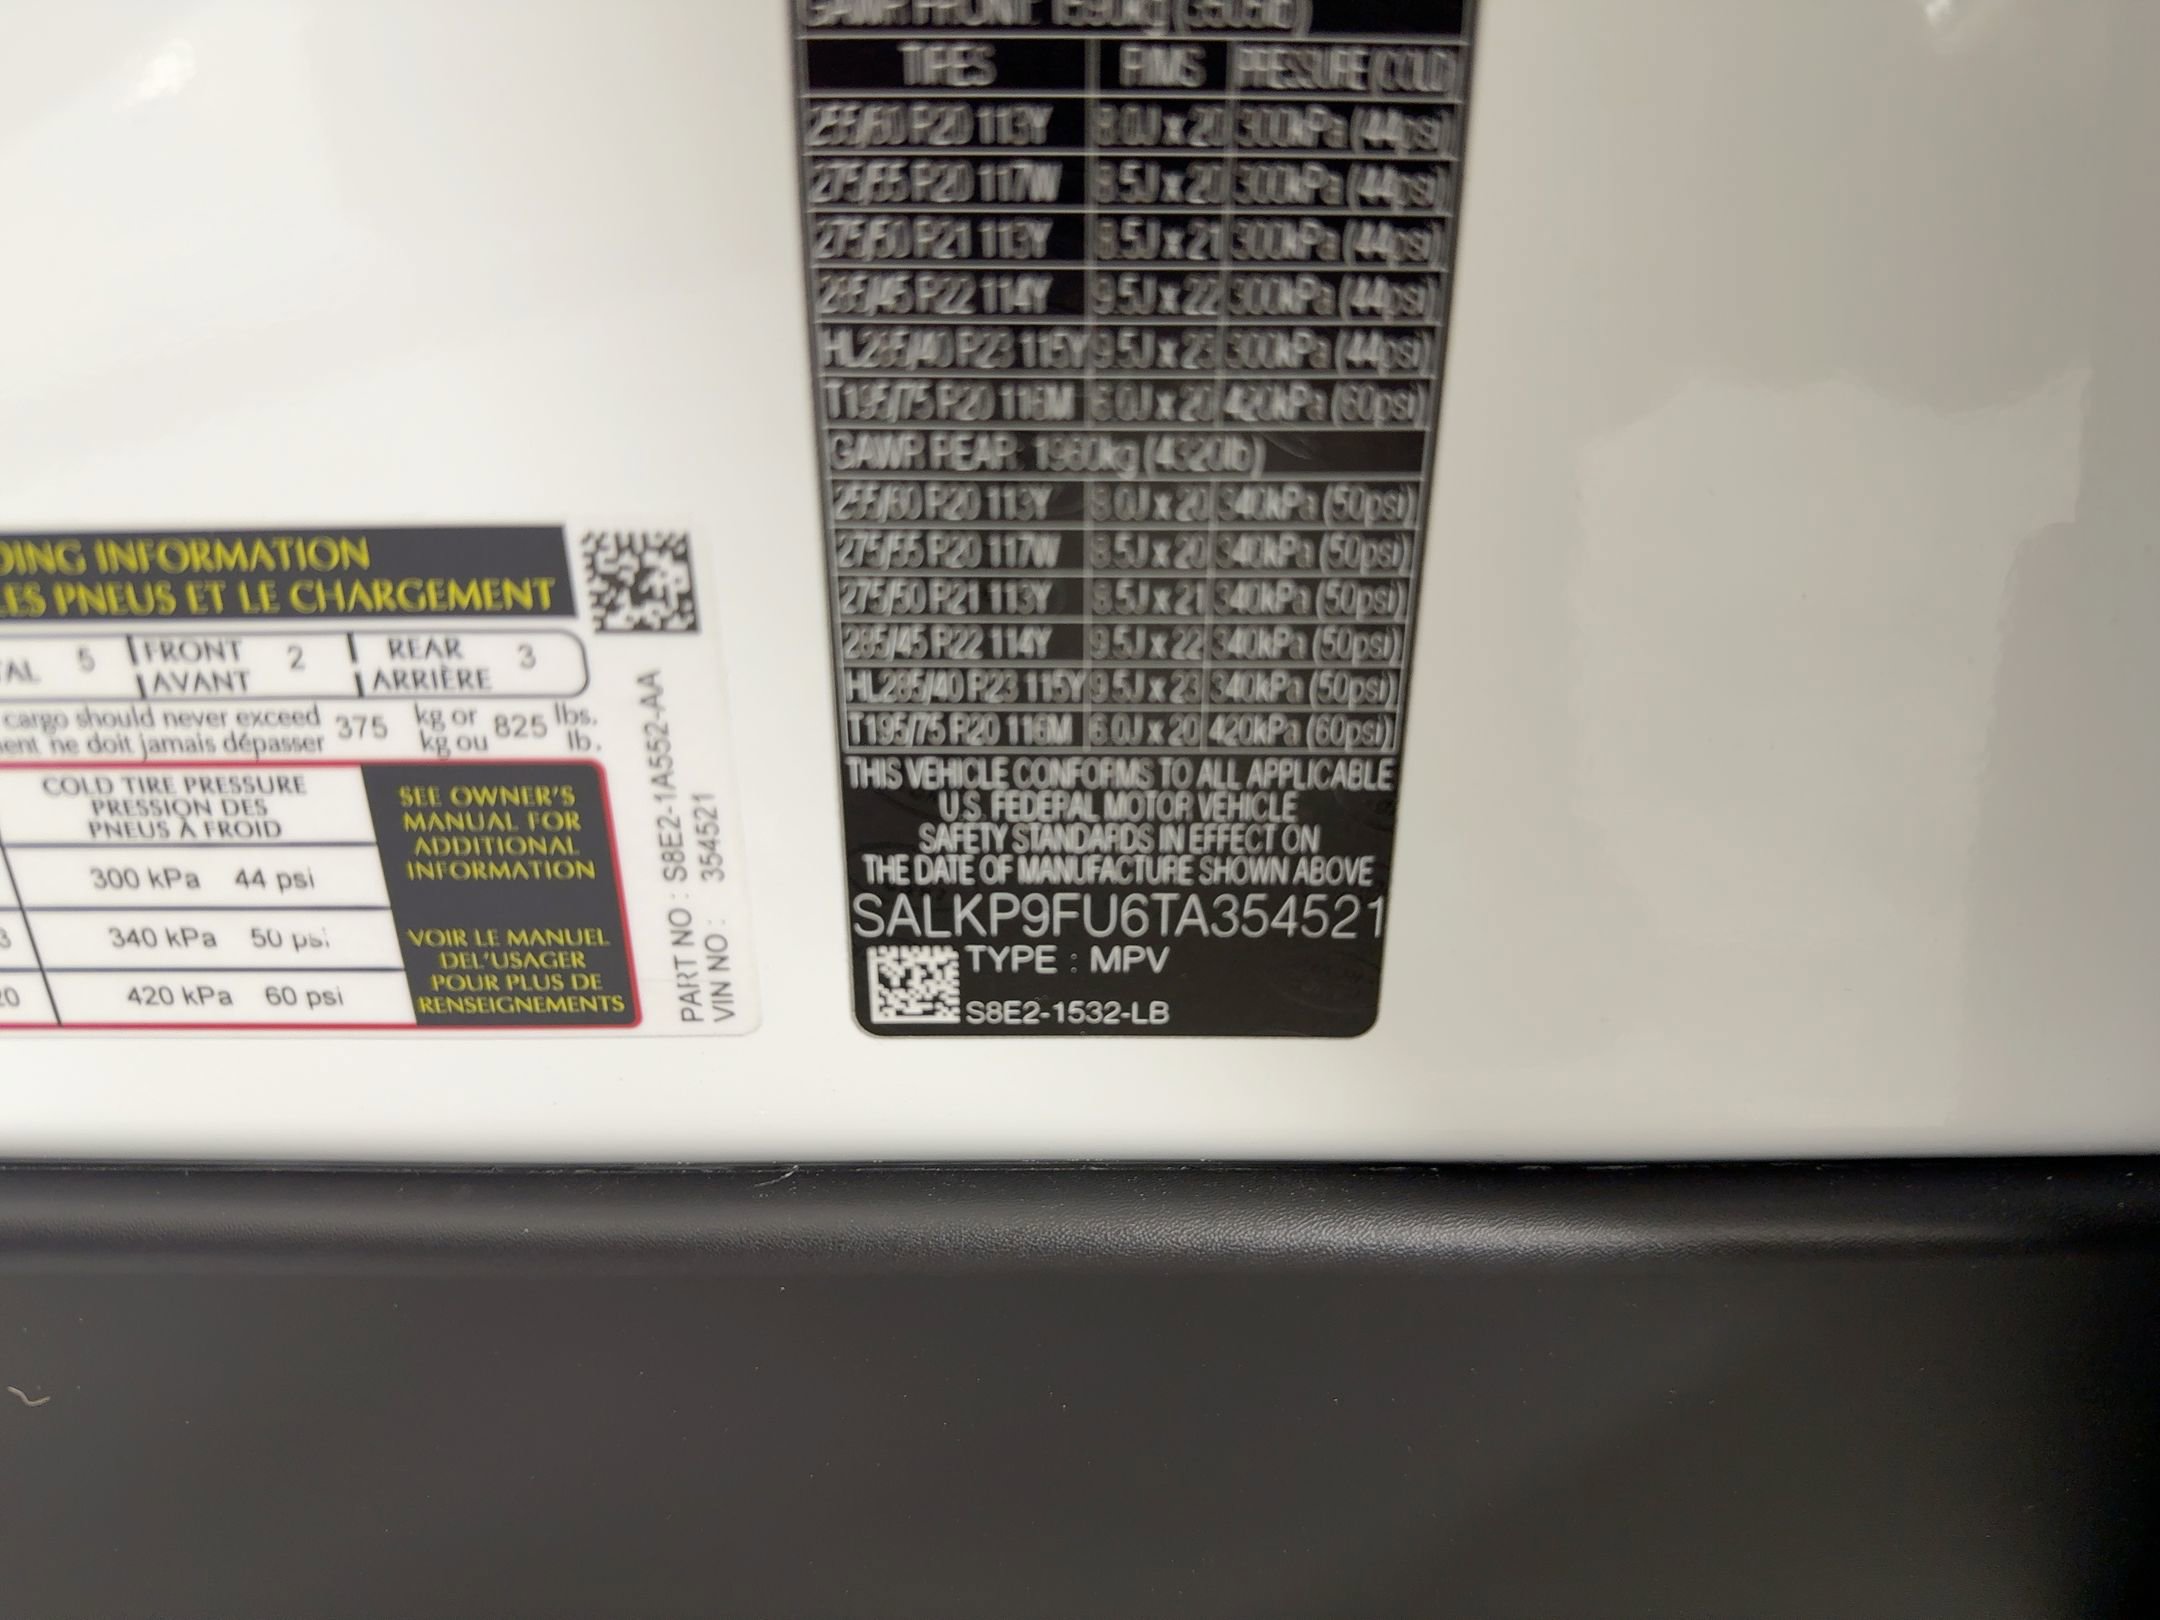 DING INFORMATION
LES PNEUS ET LE CHARGEMENT
TAL 5 FRONT AVANT 2 REAR ARRIÈRE 3
cargo should never exceed 375 kg or 825 lbs.
ment ne doit jamais dépasser kg ou lb.
COLD TIRE PRESSURE
PRESSION DES
PNEUS À FROID
300 kPa 44 psi
3 340 kPa 50 psi
20 420 kPa 60 psi
SEE OWNER'S
MANUAL FOR
ADDITIONAL
INFORMATION
VOIR LE MANUEL
DEL'USAGER
POUR PLUS DE
RENSEIGNEMENTS
PART NO : S8E2-1A552-AA
VIN NO : 354521
TIRES RIMS PRESSURE (COLD)
255/60 R20 113Y 8.0J x 20 300kPa (44psi)
275/55 R20 117W 8.5J x 20 300kPa (44psi)
275/50 R21 113Y 8.5J x 21 300kPa (44psi)
285/45 R22 114Y 9.5J x 22 300kPa (44psi)
HL285/40 R23 115Y 9.5J x 23 300kPa (44psi)
T195/75 R20 116M 6.0J x 20 420kPa (60psi)
GAWR REAR: 1960kg (4320lb)
255/60 R20 113Y 8.0J x 20 340kPa (50psi)
275/55 R20 117W 8.5J x 20 340kPa (50psi)
275/50 R21 113Y 8.5J x 21 340kPa (50psi)
285/45 R22 114Y 9.5J x 22 340kPa (50psi)
HL285/40 R23 115Y 9.5J x 23 340kPa (50psi)
T195/75 R20 116M 6.0J x 20 420kPa (60psi)
THIS VEHICLE CONFORMS TO ALL APPLICABLE
U.S. FEDERAL MOTOR VEHICLE
SAFETY STANDARDS IN EFFECT ON
THE DATE OF MANUFACTURE SHOWN ABOVE
SALKP9FU6TA354521
TYPE : MPV
S8E2-1532-LB